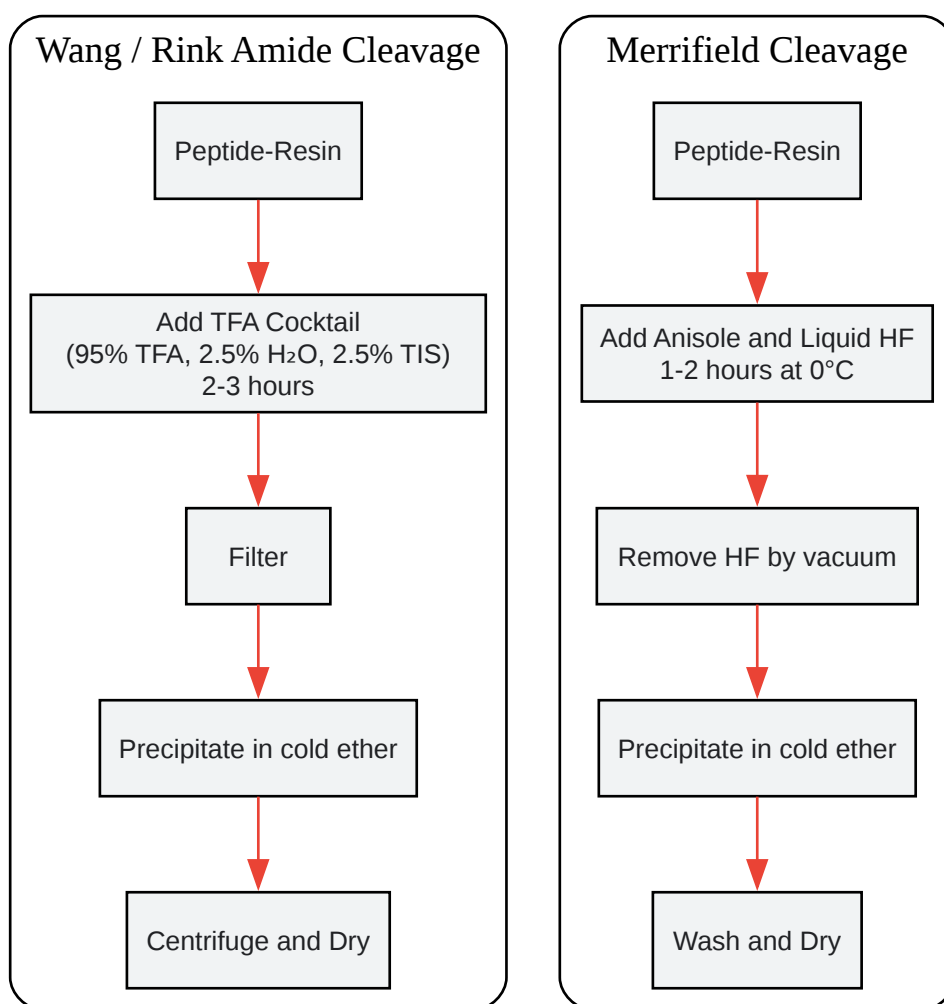 Wang / Rink Amide Cleavage
Peptide-Resin
Add TFA Cocktail
(95% TFA, 2.5% H₂O, 2.5% TIS)
2-3 hours
Filter
Precipitate in cold ether
Centrifuge and Dry
Merrifield Cleavage
Peptide-Resin
Add Anisole and Liquid HF
1-2 hours at 0°C
Remove HF by vacuum
Precipitate in cold ether
Wash and Dry